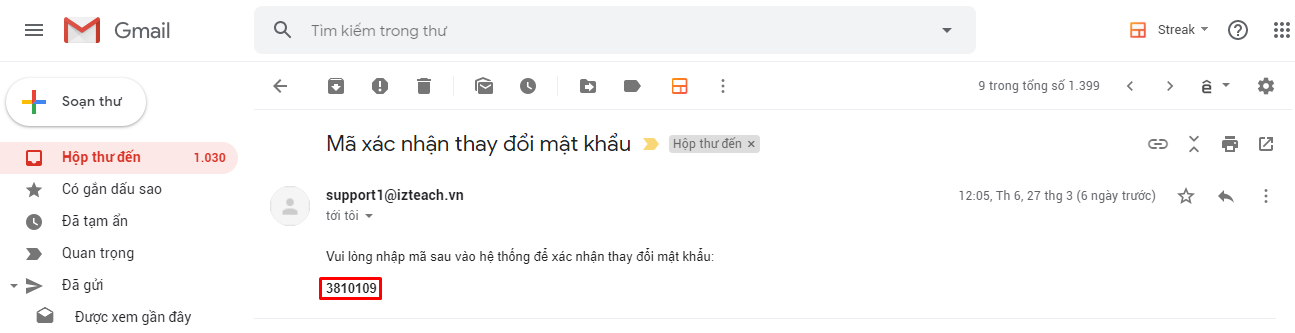 Gmail
Tìm kiếm trong thư
Streak
Soạn thư
9 trong tổng số 1.399
Mã xác nhận thay đổi mật khẩu
Hộp thư đến ×
Hộp thư đến 1.030
Có gắn dấu sao
Đã tạm ẩn
Quan trọng
Đã gửi
Được xem gần đây
support1@izteach.vn
12:05, Th 6, 27 thg 3 (6 ngày trước)
tới tôi
Vui lòng nhập mã sau vào hệ thống để xác nhận thay đổi mật khẩu:
3810109